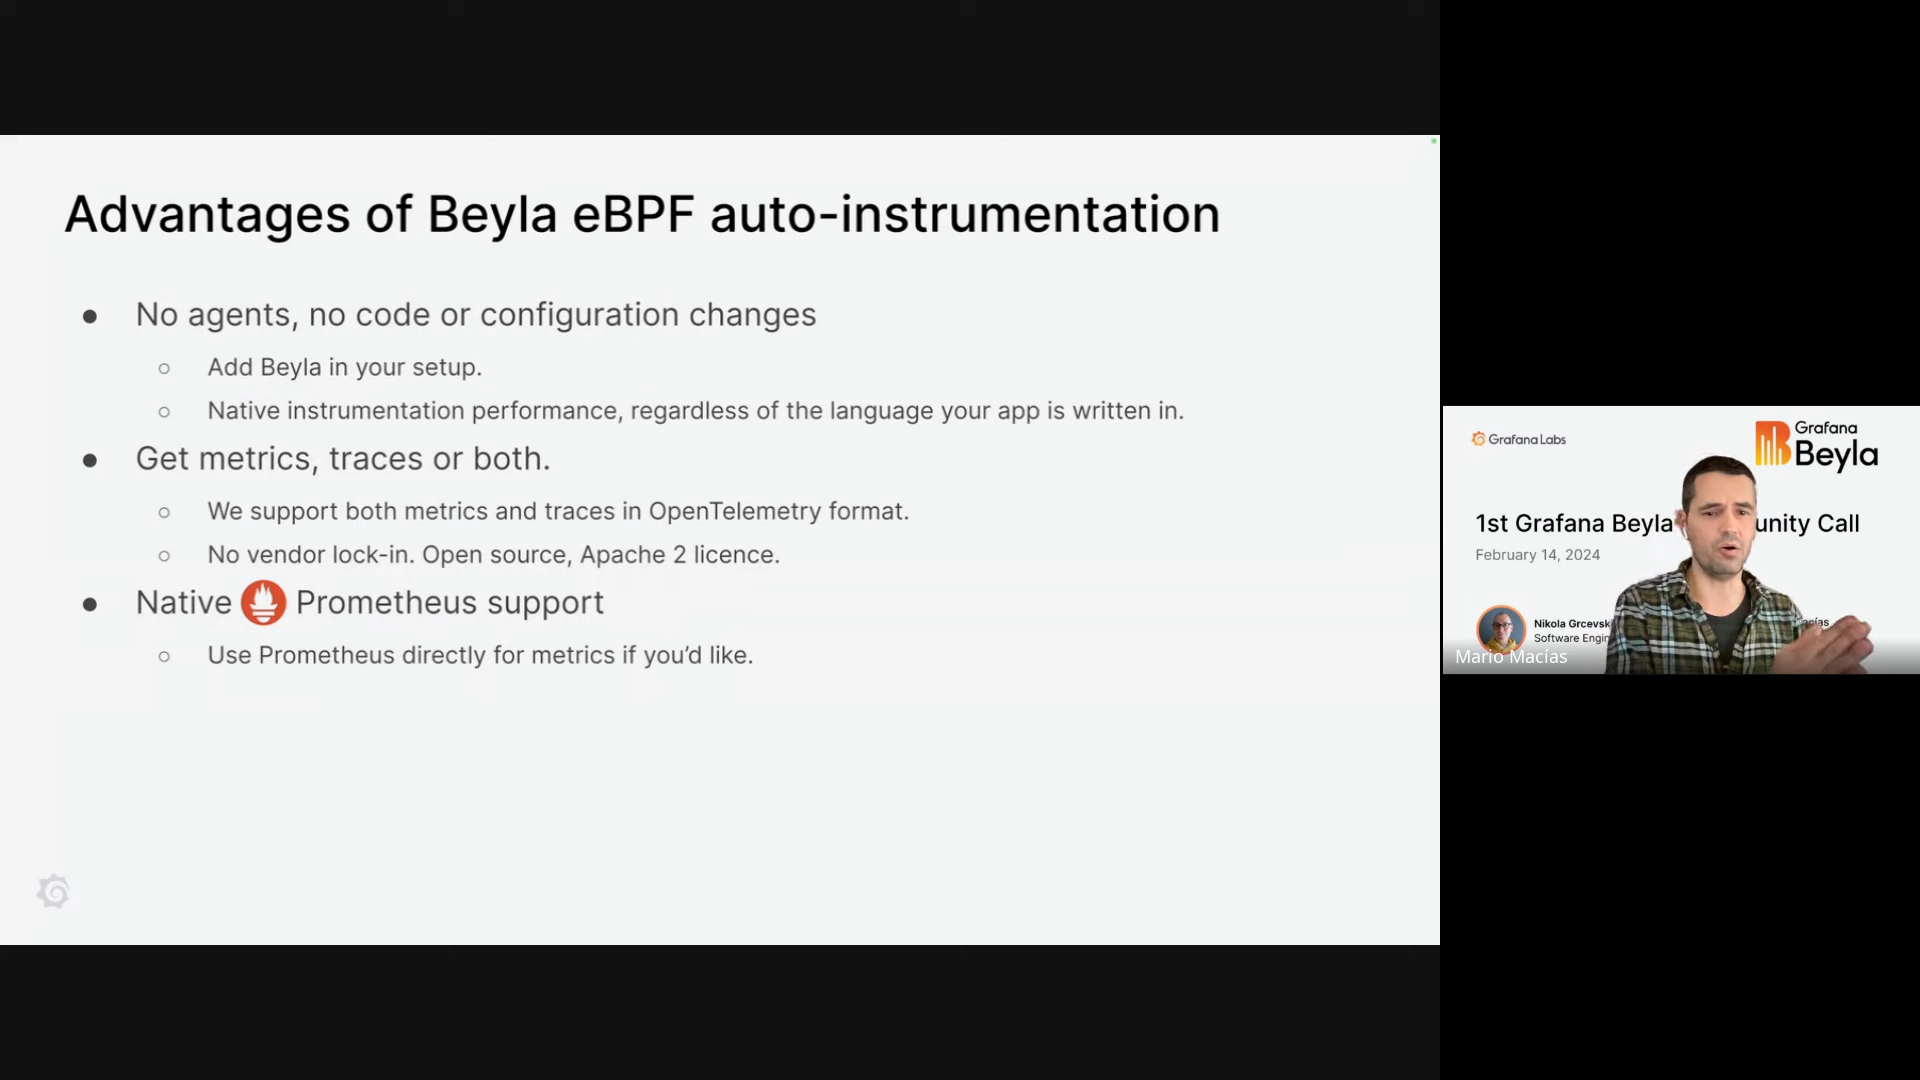 Advantages of Beyla eBPF auto-instrumentation
● No agents, no code or configuration changes
○ Add Beyla in your setup.
○ Native instrumentation performance, regardless of the language your app is written in.
● Get metrics, traces or both.
○ We support both metrics and traces in OpenTelemetry format.
○ No vendor lock-in. Open source, Apache 2 licence.
● Native Prometheus support
○ Use Prometheus directly for metrics if you’d like.
Grafana Labs
Grafana
Beyla
1st Grafana Beyla unity Call
February 14, 2024
Nikola Grcevsk
Software Engin
Mario Macías